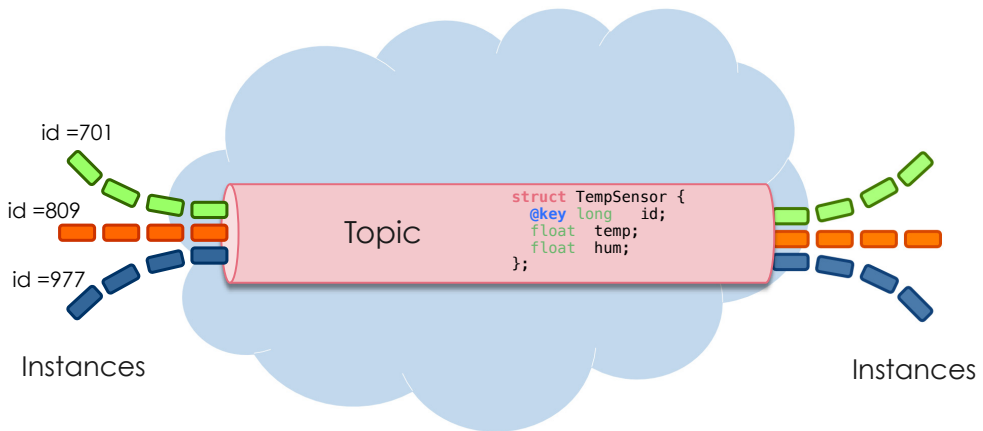 id =701
id =809
id =977
Instances
Topic
struct TempSensor {
@key long id;
float temp;
float hum;
};
Instances